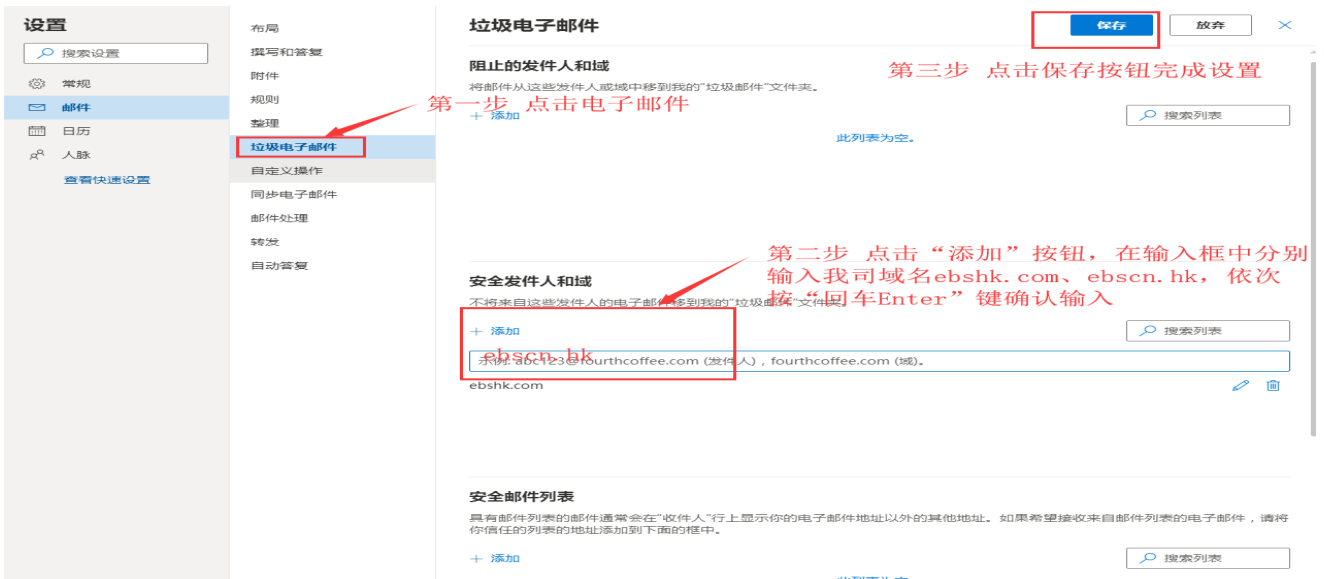 设置
搜索设置
常规
邮件
日历
人脉
查看快速设置
布局
撰写和答复
附件
规则
整理
垃圾电子邮件
自定义操作
同步电子邮件
邮件处理
转发
自动答复
垃圾电子邮件
保存
放弃
阻止的发件人和域
将邮件从这些发件人或域中移到我的"垃圾邮件"文件夹。
添加
搜索列表
此列表为空。
第一步 点击电子邮件
第三步 点击保存按钮完成设置
第二步 点击“添加”按钮，在输入框中分别
输入我司域名ebshk.com、ebscn.hk，依次
按“回车Enter”键确认输入
安全发件人和域
不将来自这些发件人的电子邮件移到我的"垃圾邮件"文件夹。
添加
搜索列表
ebscn.hk
示例: abc123@fourthcoffee.com (发件人) , fourthcoffee.com (域)。
ebshk.com
安全邮件列表
具有邮件列表的邮件通常会在"收件人"行上显示你的电子邮件地址以外的其他地址。如果希望接收来自邮件列表的电子邮件，请将
你信任的列表的地址添加到下面的框中。
添加
搜索列表